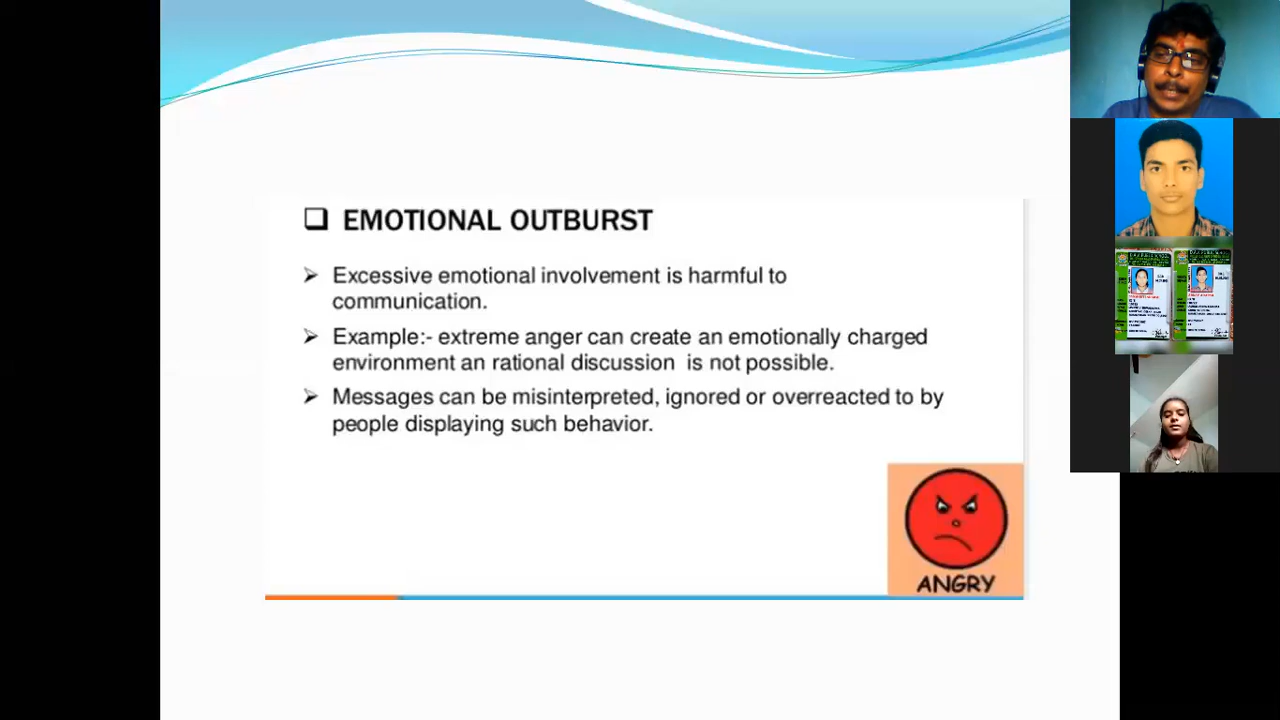 EMOTIONAL OUTBURST
Excessive emotional involvement is harmful to
communication.
Example:- extreme anger can create an emotionally charged
environment an rational discussion is not possible.
Messages can be misinterpreted, ignored or overreacted to by
people displaying such behavior.
ANGRY